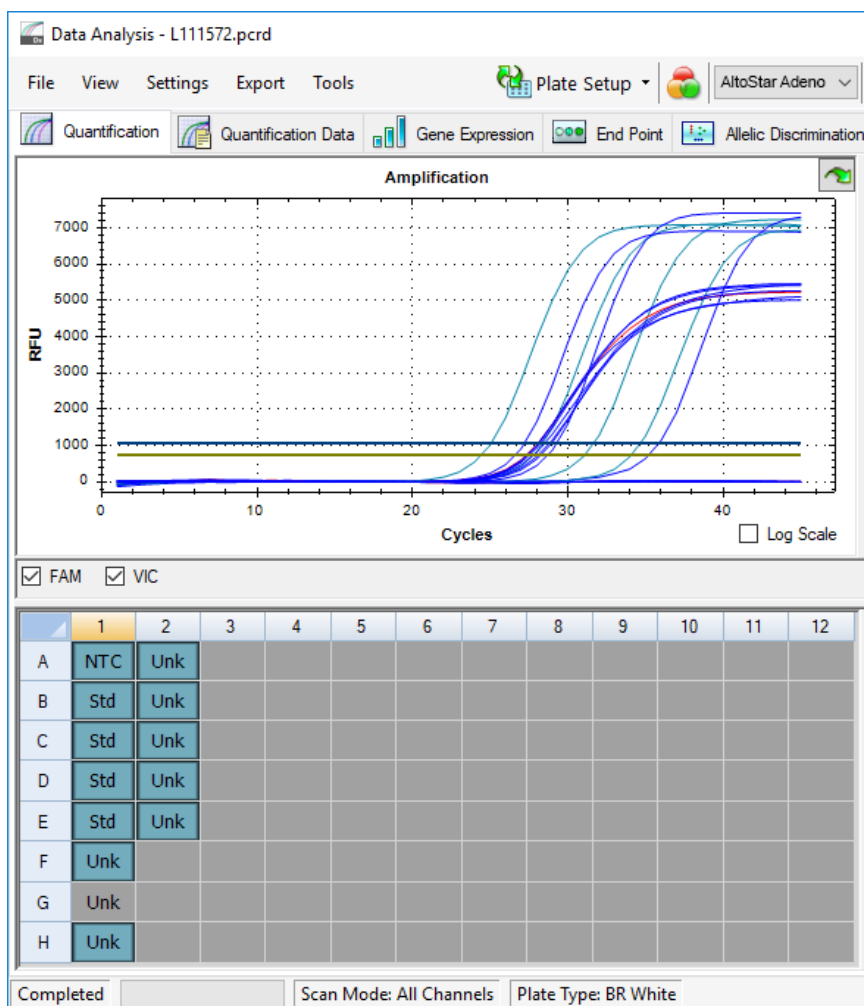 Data Analysis - L111572.pcrd
File View Settings Export Tools Plate Setup AltoStar Adeno
Quantification Quantification Data Gene Expression End Point Allelic Discrimination
Amplification
7000
6000
5000
4000
3000
2000
1000
0
RFU
0 10 20 30 40
Cycles
Log Scale
FAM VIC
1 2 3 4 5 6 7 8 9 10 11 12
A NTC Unk
B Std Unk
C Std Unk
D Std Unk
E Std Unk
F Unk
G Unk
H Unk
Completed Scan Mode: All Channels Plate Type: BR White